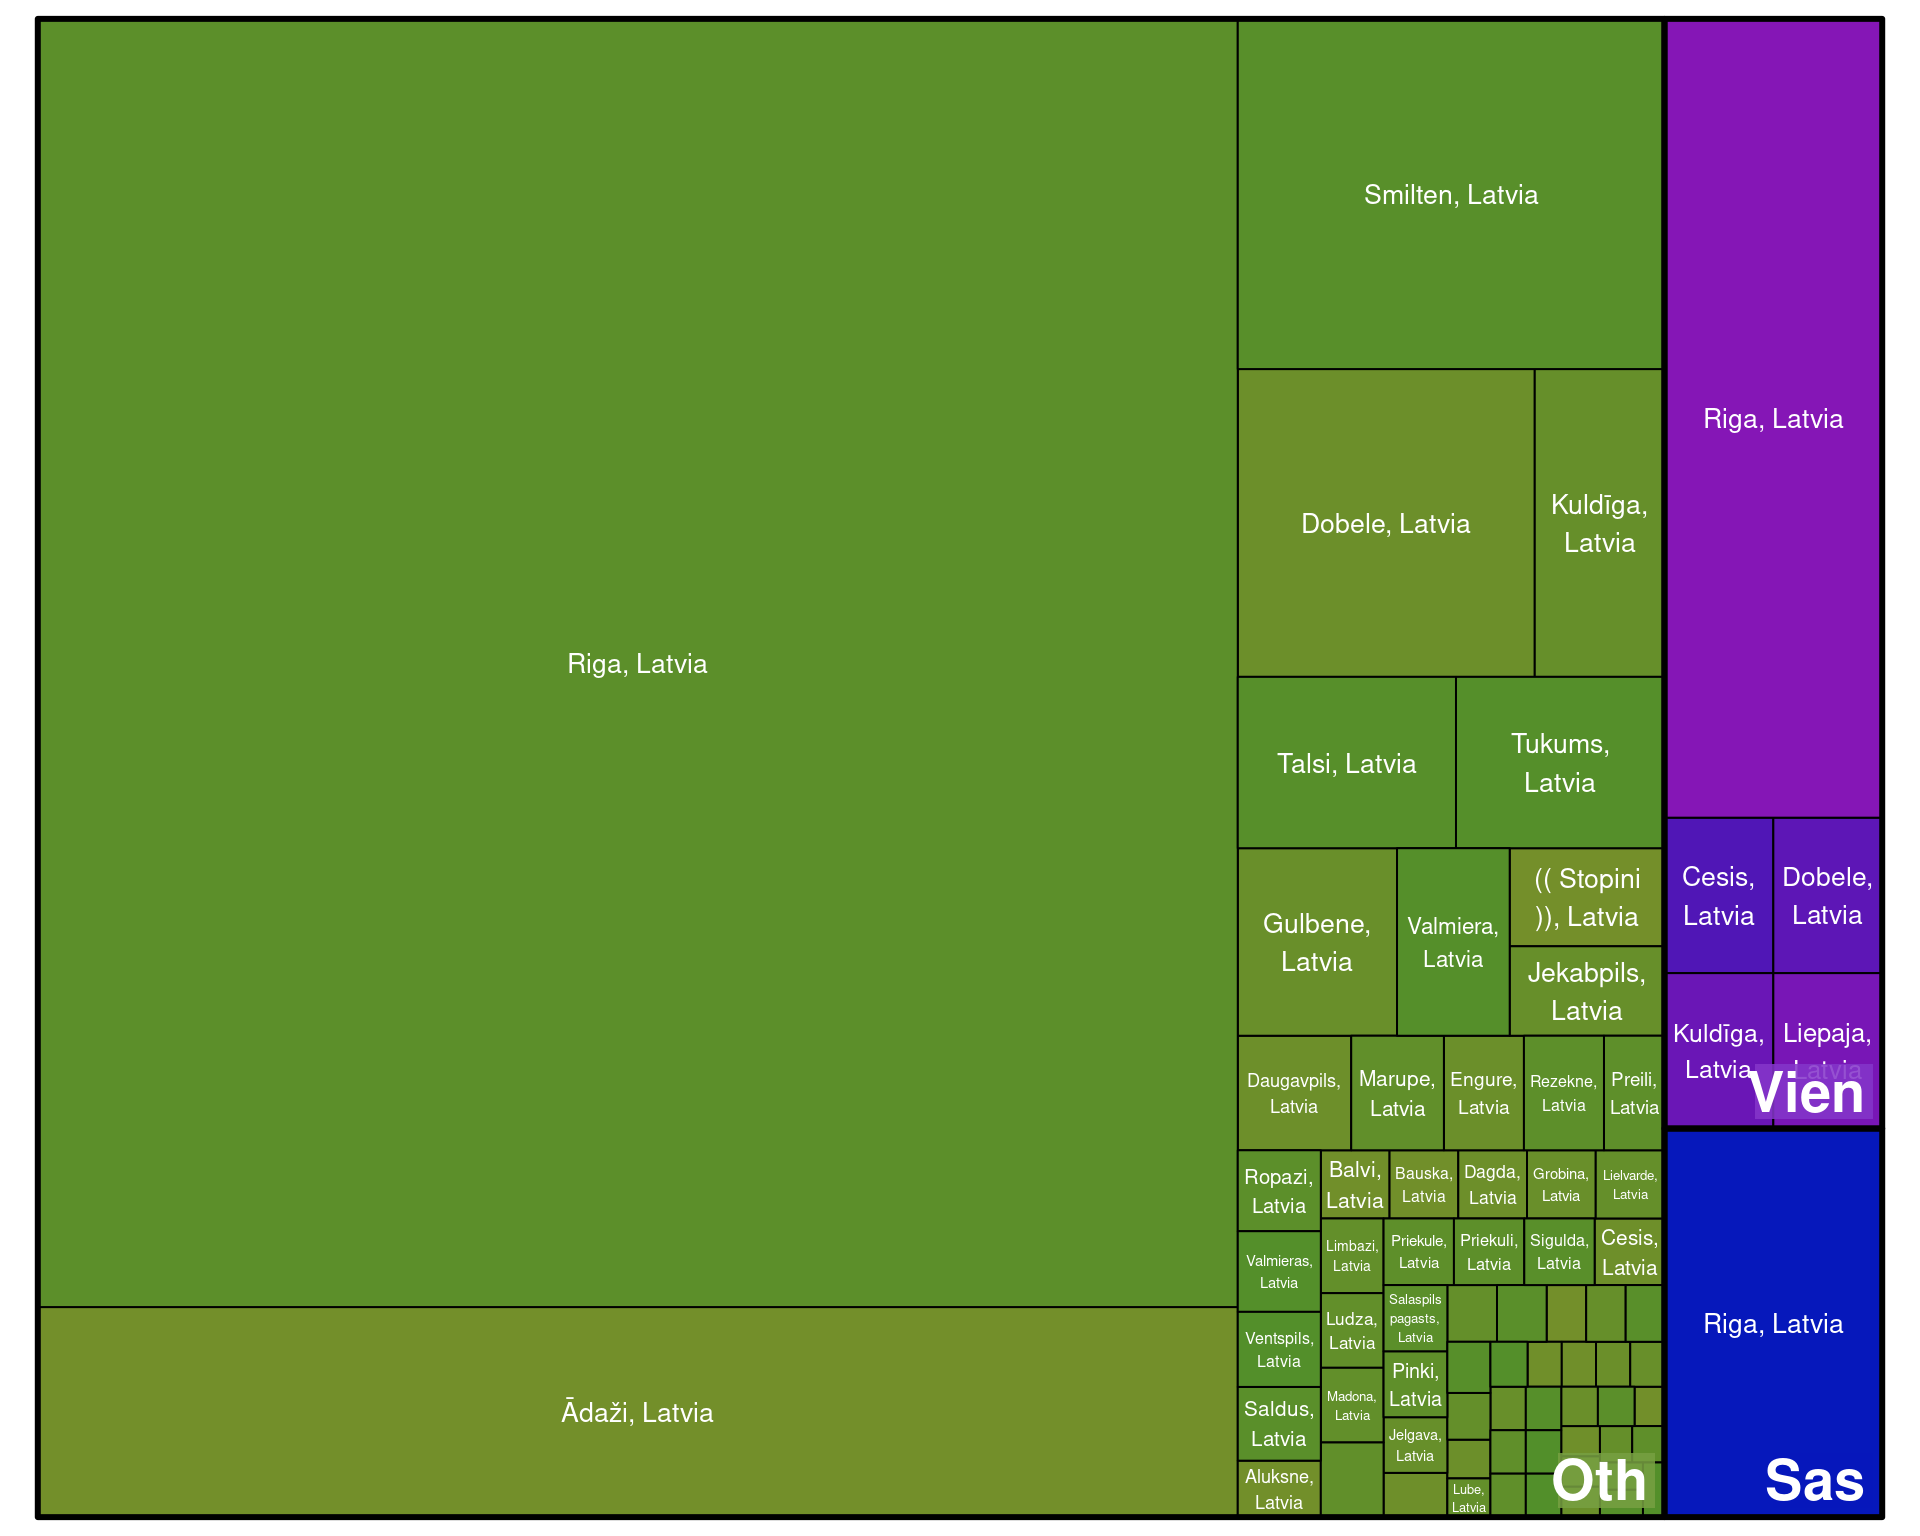 Riga, Latvia
Ādaži, Latvia
Smilten, Latvia
Dobele, Latvia
Kuldīga,
Latvia
Talsi, Latvia
Tukums,
Latvia
Gulbene,
Latvia
Valmiera,
Latvia
(( Stopini
)), Latvia
Jekabpils,
Latvia
Daugavpils,
Latvia
Marupe,
Latvia
Engure,
Latvia
Rezekne,
Latvia
Preili,
Latvia
Ropazi,
Latvia
Valmieras,
Latvia
Ventspils,
Latvia
Saldus,
Latvia
Aluksne,
Latvia
Balvi,
Latvia
Bauska,
Latvia
Dagda,
Latvia
Grobina,
Latvia
Lielvarde,
Latvia
Limbazi,
Latvia
Ludza,
Latvia
Madona,
Latvia
Priekule,
Latvia
Priekuli,
Latvia
Sigulda,
Latvia
Cesis,
Latvia
Salaspils
pagasts,
Latvia
Pinki,
Latvia
Jelgava,
Latvia
Lube,
Latvia
Oth
Riga, Latvia
Cesis,
Latvia
Dobele,
Latvia
Kuldīga,
Latvia
Liepaja,
Latvia
Vien
Riga, Latvia
Sas